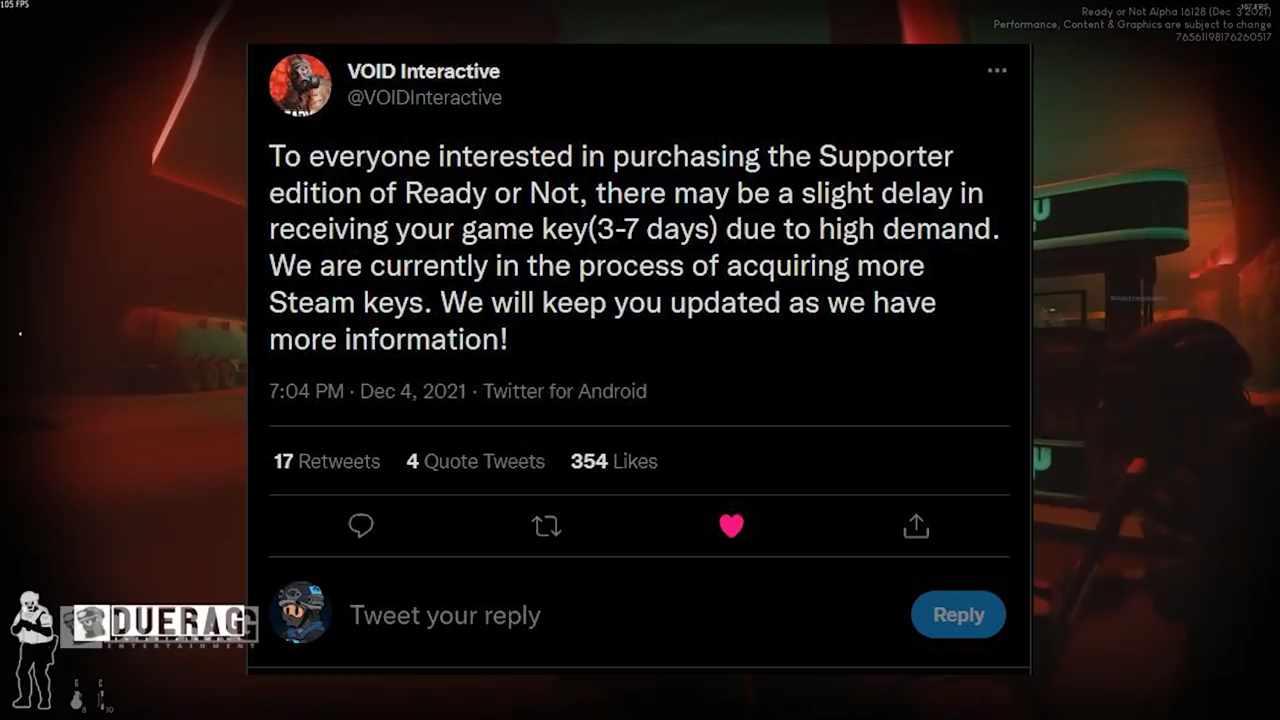 105 FPS
Ready or Not Alpha 16128 (Dec 3 2021)
Performance, Content & Graphics are subject to change
76561198176260517
VOID Interactive
@VOIDInteractive
To everyone interested in purchasing the Supporter
edition of Ready or Not, there may be a slight delay in
receiving your game key(3-7 days) due to high demand.
We are currently in the process of acquiring more
Steam keys. We will keep you updated as we have
more information!
7:04 PM · Dec 4, 2021 · Twitter for Android
17 Retweets 4 Quote Tweets 354 Likes
Tweet your reply
Reply
DUERAG
ENTERTAINMENT